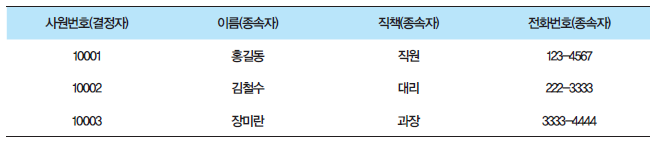 사원번호(결정자) 이름(종속자) 직책(종속자) 전화번호(종속자)
10001 홍길동 직원 123-4567
10002 김철수 대리 222-3333
10003 장미란 과장 3333-4444